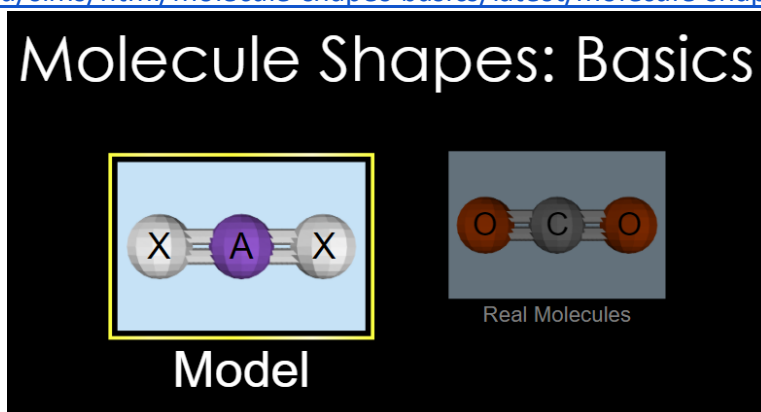 Molecule Shapes: Basics
X A X
O C O
Real Molecules
Model